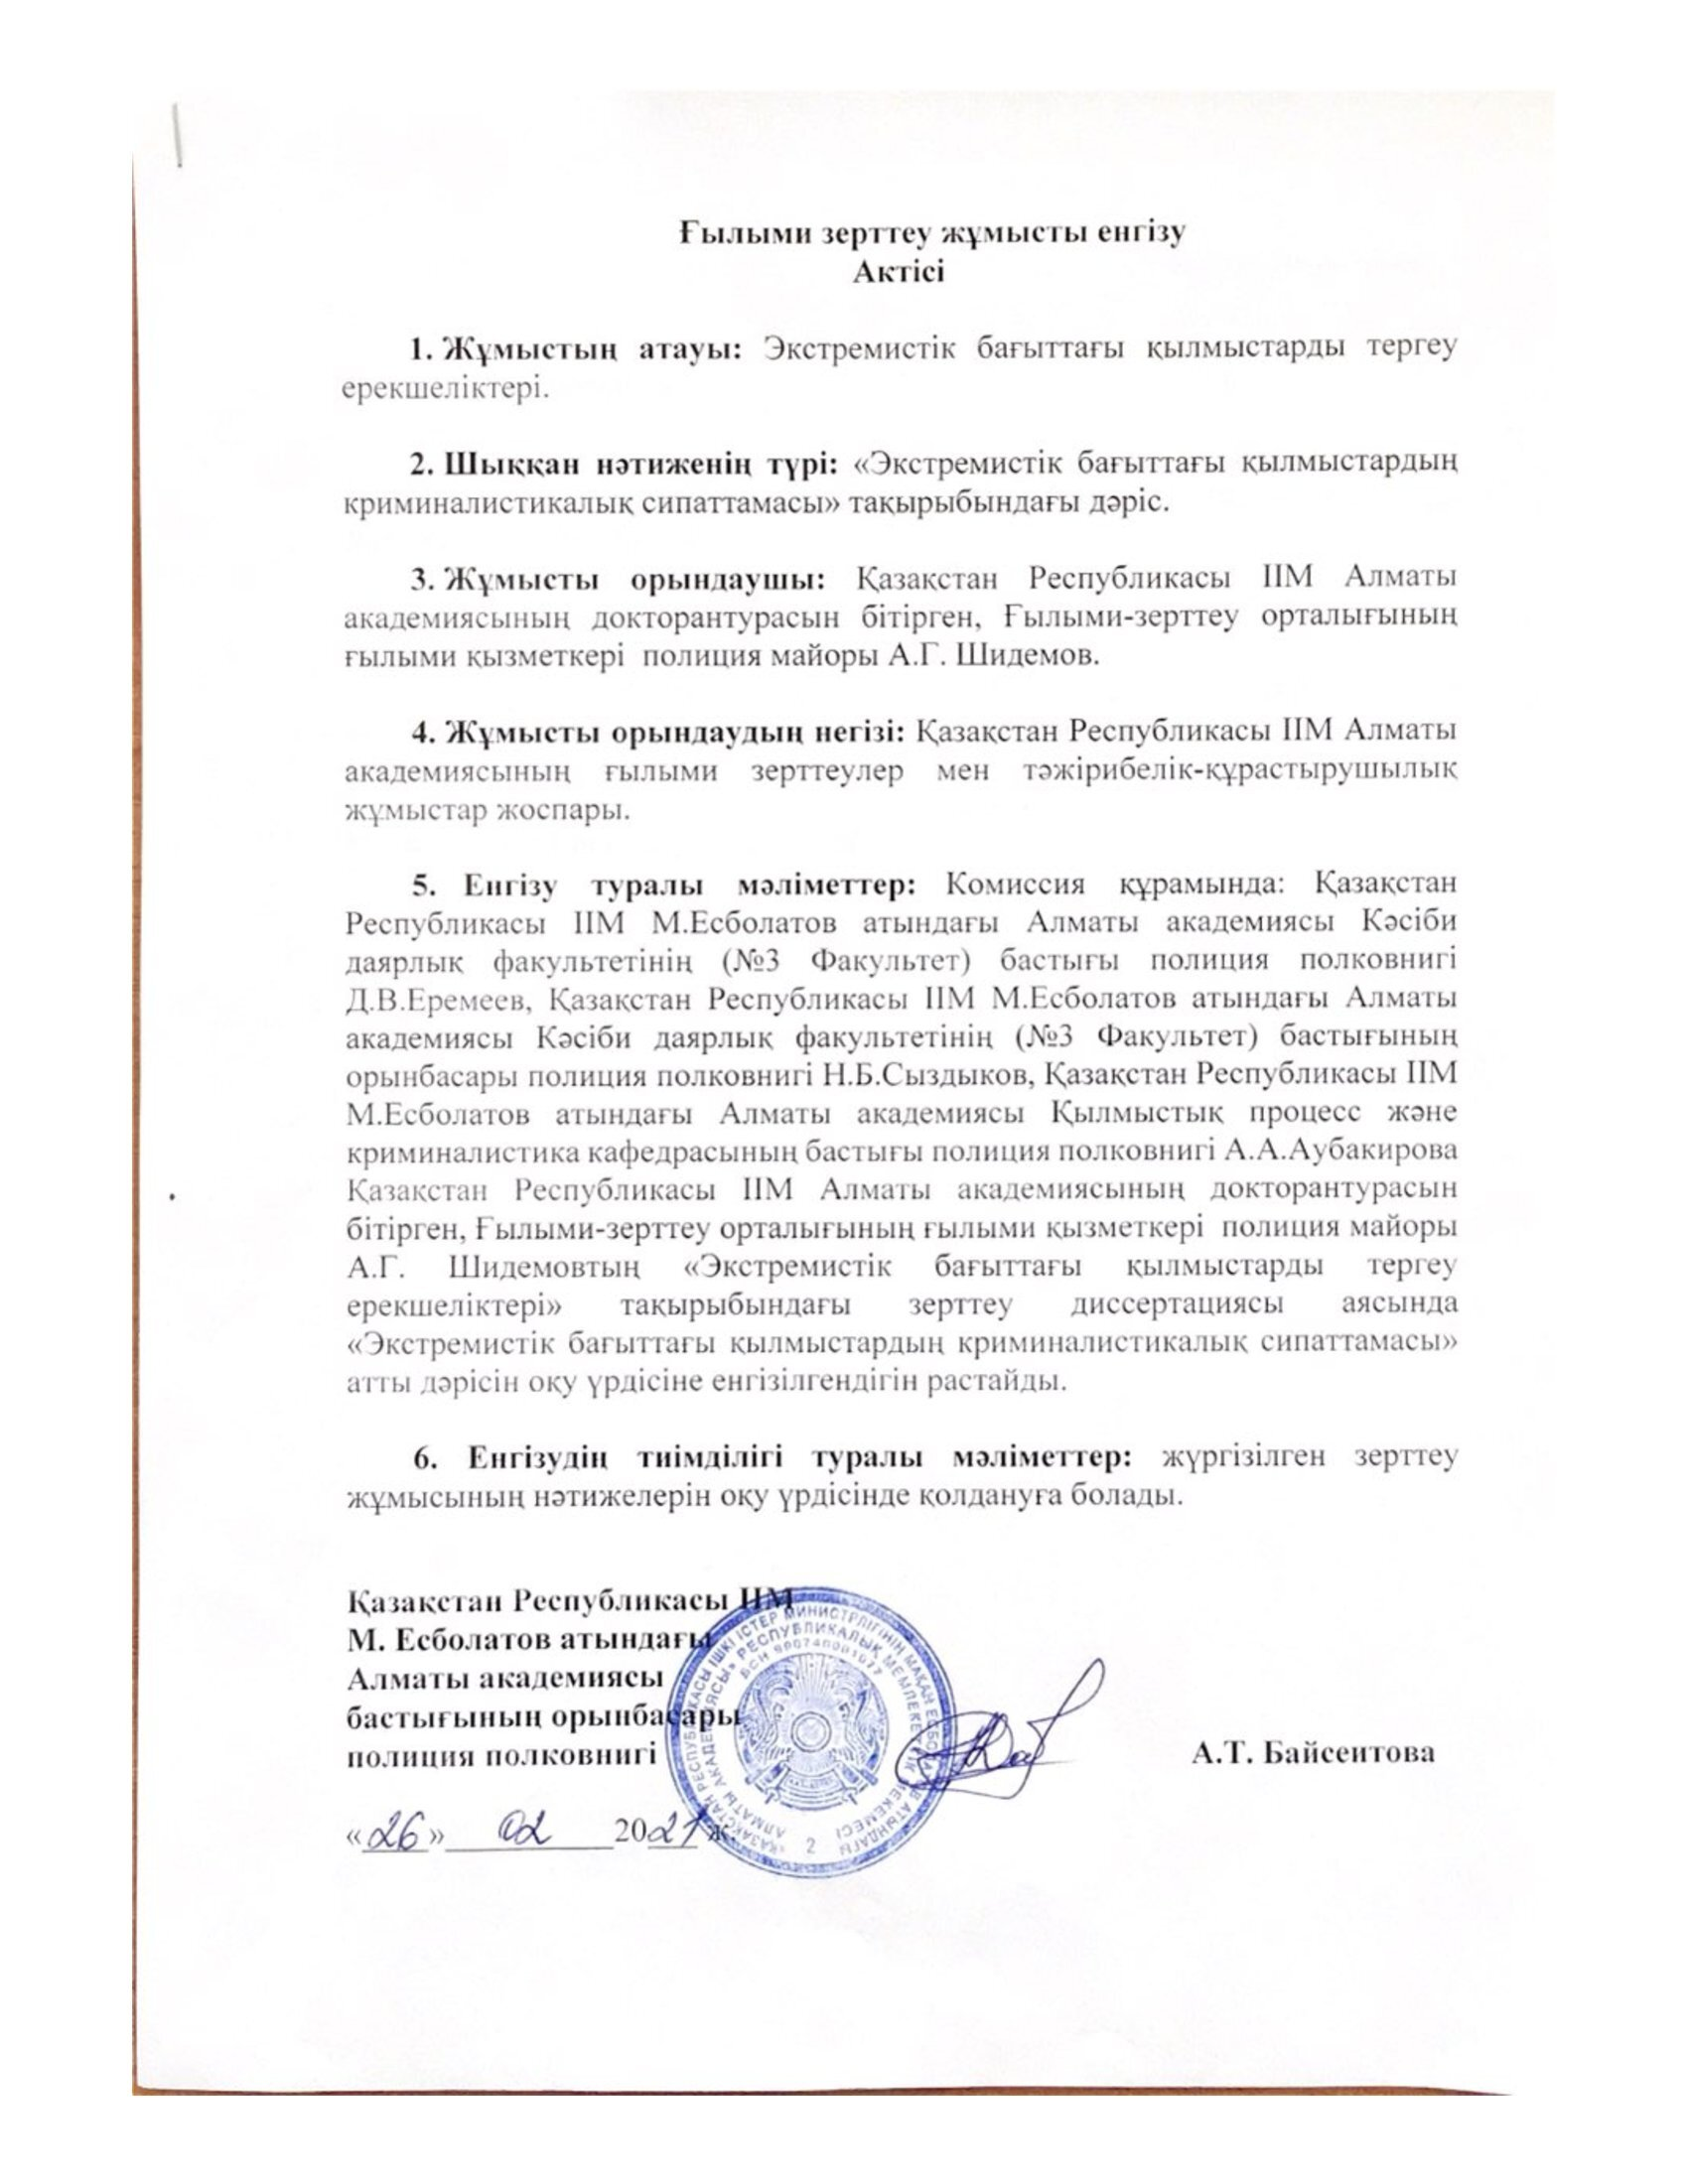 Ғылыми зерттеу жұмысты енгізу
Актісі
1. Жұмыстың атауы: Экстремистік бағыттағы қылмыстарды тергеу
ерекшеліктері.
2. Шыққан нәтиженің түрі: «Экстремистік бағыттағы қылмыстардың
криминалистикалық сипаттамасы» тақырыбындағы дәріс.
3. Жұмысты орындаушы: Қазақстан Республикасы ІІМ Алматы
академиясының докторантурасын бітірген, Ғылыми-зерттеу орталығының
ғылыми қызметкері полиция майоры А.Г. Шидемов.
4. Жұмысты орындаудың негізі: Қазақстан Республикасы ІІМ Алматы
академиясының ғылыми зерттеулер мен тәжірибелік-құрастырушылық
жұмыстар жоспары.
5. Енгізу туралы мәліметтер: Комиссия құрамында: Қазақстан
Республикасы ІІМ М.Есболатов атындағы Алматы академиясы Кәсіби
даярлық факультетінің (№3 Факультет) бастығы полиция полковнигі
Д.В.Еремеев, Қазақстан Республикасы ІІМ М.Есболатов атындағы Алматы
академиясы Кәсіби даярлық факультетінің (№3 Факультет) бастығының
орынбасары полиция полковнигі Н.Б.Сыздыков, Қазақстан Республикасы ІІМ
М.Есболатов атындағы Алматы академиясы Қылмыстық процесс және
криминалистика кафедрасының бастығы полиция полковнигі А.А.Аубакирова
Қазақстан Республикасы ІІМ Алматы академиясының докторантурасын
бітірген, Ғылыми-зерттеу орталығының ғылыми қызметкері полиция майоры
А.Г. Шидемовтың «Экстремистік бағыттағы қылмыстарды тергеу
ерекшеліктері» тақырыбындағы зерттеу диссертациясы аясында
«Экстремистік бағыттағы қылмыстардың криминалистикалық сипаттамасы»
атты дәрісін оқу үрдісіне енгізілгендігін растайды.
6. Енгізудің тиімділігі туралы мәліметтер: жүргізілген зерттеу
жұмысының нәтижелерін оқу үрдісінде қолдануға болады.
Қазақстан Республикасы ІІМ
М. Есболатов атындағы
Алматы академиясы
бастығының орынбасары
полиция полковнигі А.Т. Байсеитова
«26» 02 2021 ж.